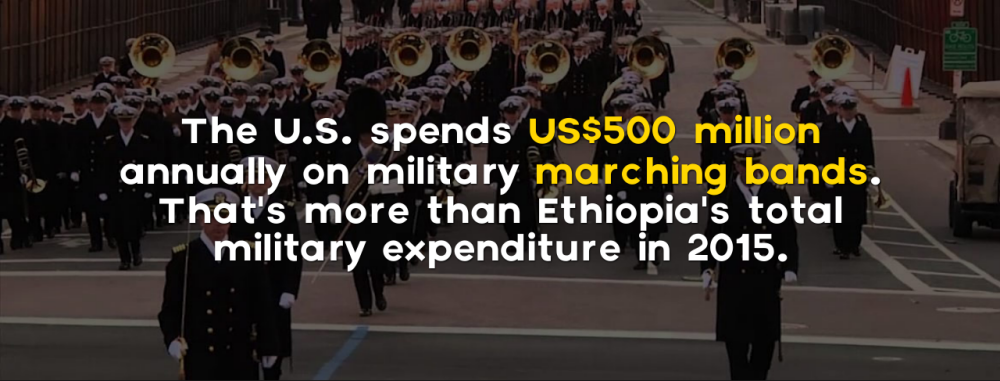 The U.S. spends US$500 million
annually on military marching bands.
That's more than Ethiopia's total
military expenditure in 2015.